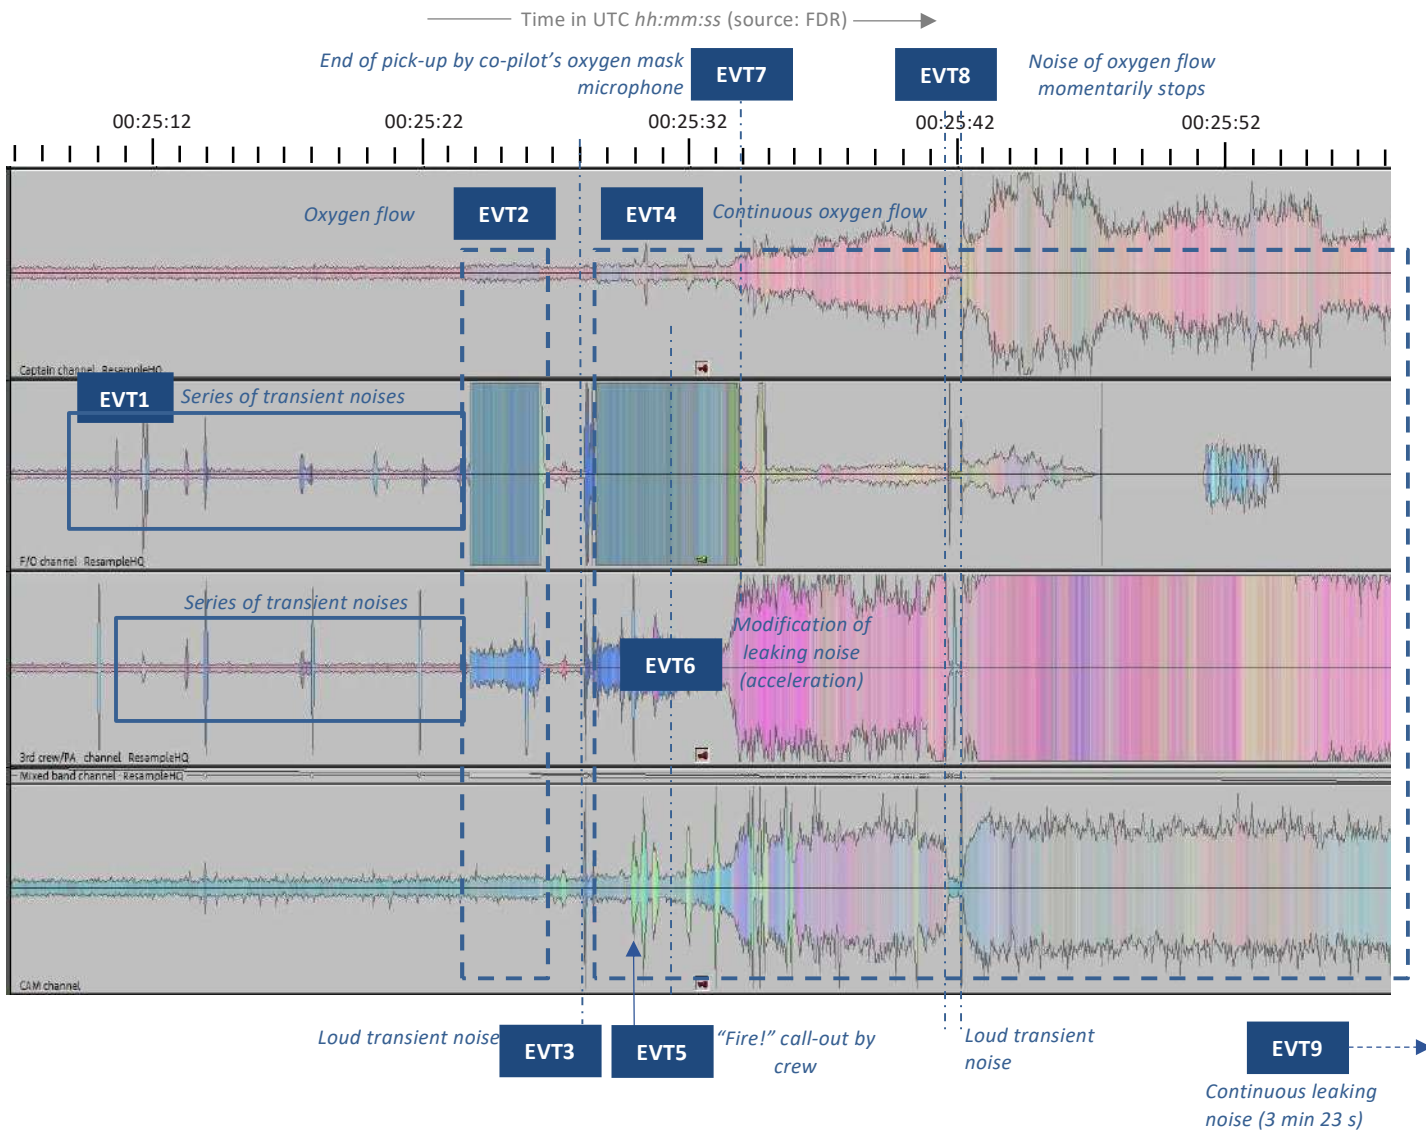 Time in UTC hh:mm:ss (source: FDR)
End of pick-up by co-pilot's oxygen mask
microphone
EVT7
EVT8
Noise of oxygen flow
momentarily stops
00:25:12
00:25:22
00:25:32
00:25:42
00:25:52
Oxygen flow
EVT2
EVT4
Continuous oxygen flow
Captain channel ResampleHQ
EVT1
Series of transient noises
F/O channel ResampleHQ
Series of transient noises
EVT6
Modification of
leaking noise
(acceleration)
3rd crew/PA channel ResampleHQ
Mixed band channel ResampleHQ
CAM channel
Loud transient noise
EVT3
EVT5
“Fire!” call-out by
crew
Loud transient
noise
EVT9
Continuous leaking
noise (3 min 23 s)